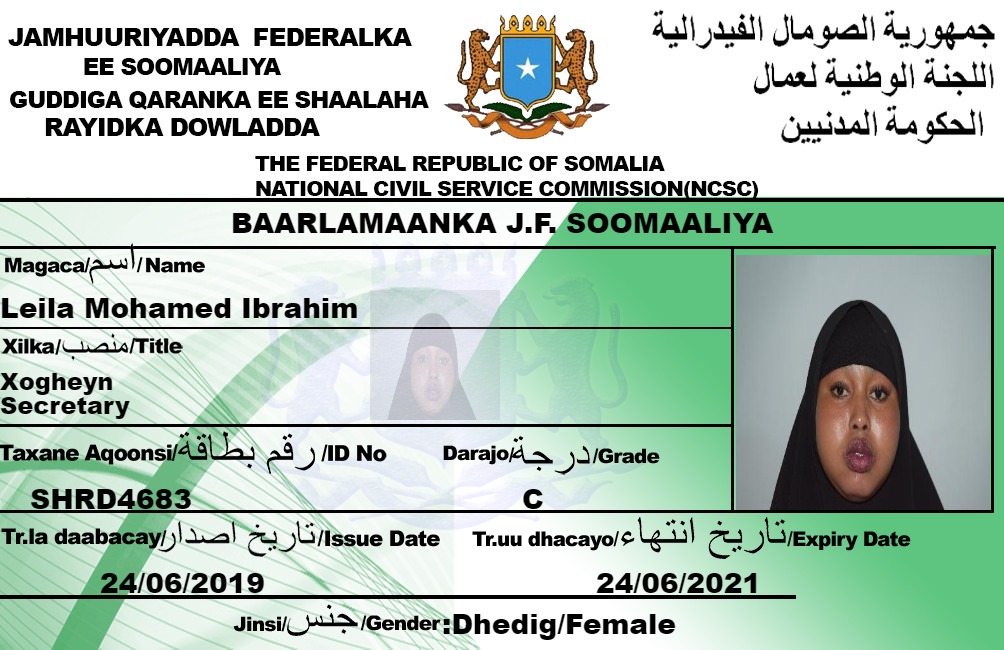 JAMHUURIYADDA FEDERALKA
EE SOOMAALIYA
GUDDIGA QARANKA EE SHAALAHA
RAYIDKA DOWLADDA
جمهورية الصومال الفيدرالية
اللجنة الوطنية لعمال
الحكومة المدنيين
THE FEDERAL REPUBLIC OF SOMALIA
NATIONAL CIVIL SERVICE COMMISSION(NCSC)
BAARLAMAANKA J.F. SOOMAALIYA
Magaca/اسم/Name
Leila Mohamed Ibrahim
Xilka/منصب/Title
Xogheyn
Secretary
Taxane Aqoonsi/رقم بطاقة/ID No
Darajo/درجة/Grade
SHRD4683
C
Tr.la daabacay/تاريخ اصدار/Issue Date
Tr.uu dhacayo/تاريخ انتهاء/Expiry Date
24/06/2019
24/06/2021
Jinsi/جنس/Gender:Dhedig/Female